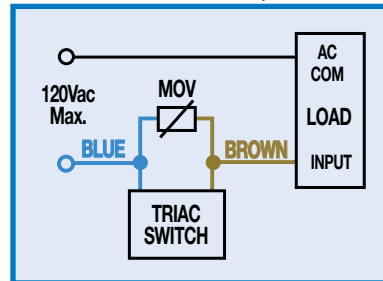 120Vac
Max.
MOV
BLUE
BROWN
TRIAC
SWITCH
AC
COM
LOAD
INPUT